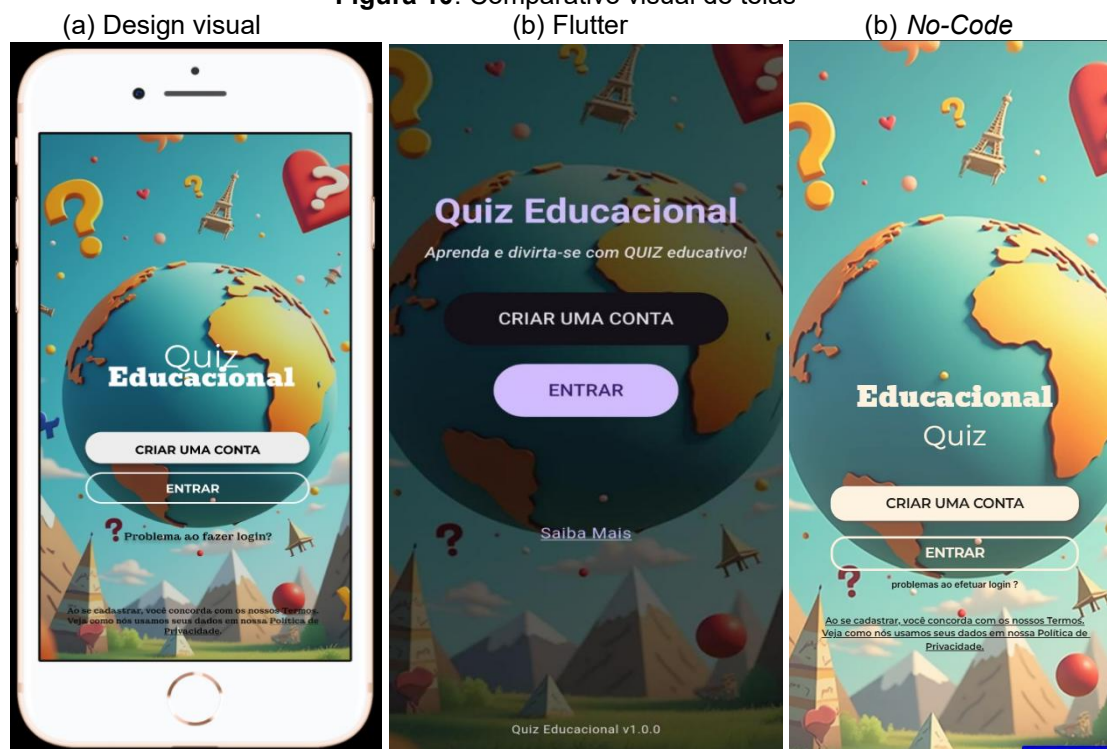 Comparativo visual de telas
(a) Design visual
(b) Flutter
(b) No-Code
Quiz
Educacional
CRIAR UMA CONTA
ENTRAR
Problema ao fazer login?
Ao se cadastrar, você concorda com os nossos Termos.
Veja como nós usamos seus dados em nossa Política de
Privacidade.
Quiz Educacional
Aprenda e divirta-se com QUIZ educativo!
CRIAR UMA CONTA
ENTRAR
Saiba Mais
Quiz Educacional v1.0.0
Educacional
Quiz
CRIAR UMA CONTA
ENTRAR
problemas ao efetuar login ?
Ao se cadastrar, você concorda com os nossos Termos.
Veja como nós usamos seus dados em nossa Política de
Privacidade.